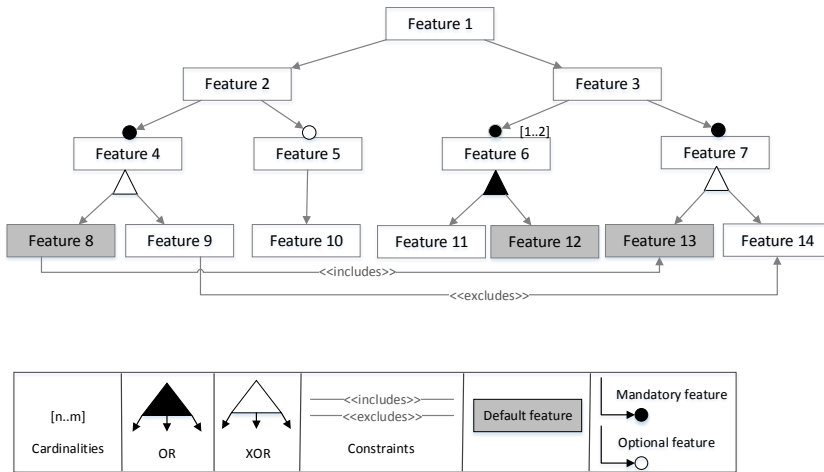 Feature 1
Feature 2
Feature 3
[1..2]
Feature 4
Feature 5
Feature 6
Feature 7
Feature 8
Feature 9
Feature 10
Feature 11
Feature 12
Feature 13
Feature 14
<<includes>>
<<excludes>>
[n..m]
Cardinalities
OR
XOR
<<includes>>
<<excludes>>
Constraints
Default feature
Mandatory feature
Optional feature